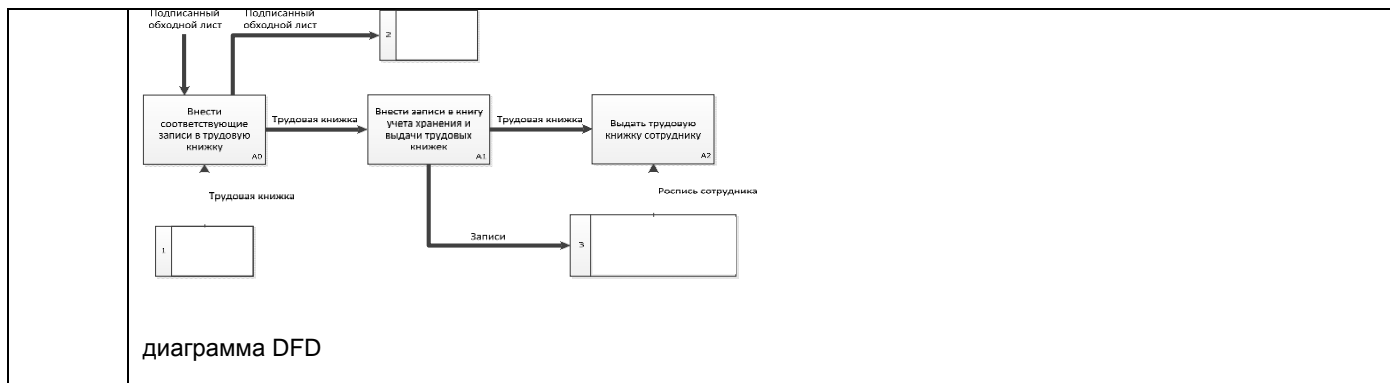 Подписанный
обходной лист
Подписанный
обходной лист
2
Внести
соответствующие
записи в трудовую
книжку
A0
Трудовая книжка
Внести записи в книгу
учета хранения и
выдачи трудовых
книжек
A1
Трудовая книжка
Выдать трудовую
книжку сотруднику
A2
Трудовая книжка
Роспись сотрудника
1
Записи
3
диаграмма DFD